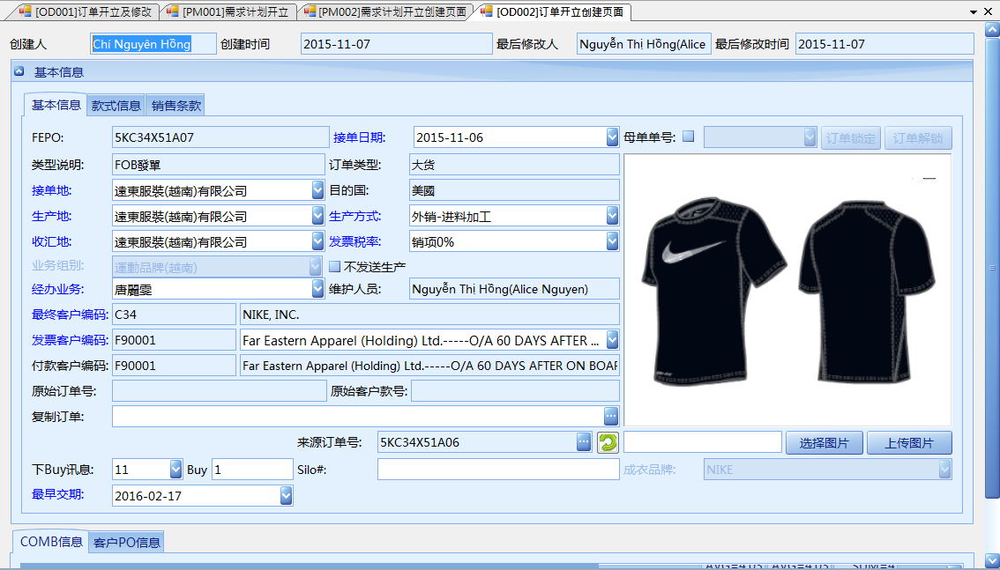 [OD001]订单开立及修改 [PM001]需求计划开立 [PM002]需求计划开立创建页面 [OD002]订单开立创建页面
创建人 Chí Nguyên Hồng 创建时间 2015-11-07 最后修改人 Nguyễn Thị Hồng(Alice 最后修改时间 2015-11-07
基本信息
基本信息 款式信息 销售条款
FEPO: 5KC34X51A07 接单日期: 2015-11-06 母单单号: 订单锁定 订单解锁
类型说明: FOB發單 订单类型: 大货
接单地: 遠東服裝(越南)有限公司 目的国: 美國
生产地: 遠東服裝(越南)有限公司 生产方式: 外销-进料加工
收汇地: 遠東服裝(越南)有限公司 发票税率: 销项0%
业务组别: 運動品牌(越南) 不发送生产
经办业务: 唐麗雯 维护人员: Nguyễn Thị Hồng(Alice Nguyen)
最终客户编码: C34 NIKE, INC.
发票客户编码: F90001 Far Eastern Apparel (Holding) Ltd.-----O/A 60 DAYS AFTER ...
付款客户编码: F90001 Far Eastern Apparel (Holding) Ltd.-----O/A 60 DAYS AFTER ON BOAR
原始订单号: 原始客户款号:
复制订单: ...
来源订单号: 5KC34X51A06 ... 选择图片 上传图片
下Buy讯息: 11 Buy 1 Silo#: 成衣品牌: NIKE
最早交期: 2016-02-17
COMB信息 客户PO信息